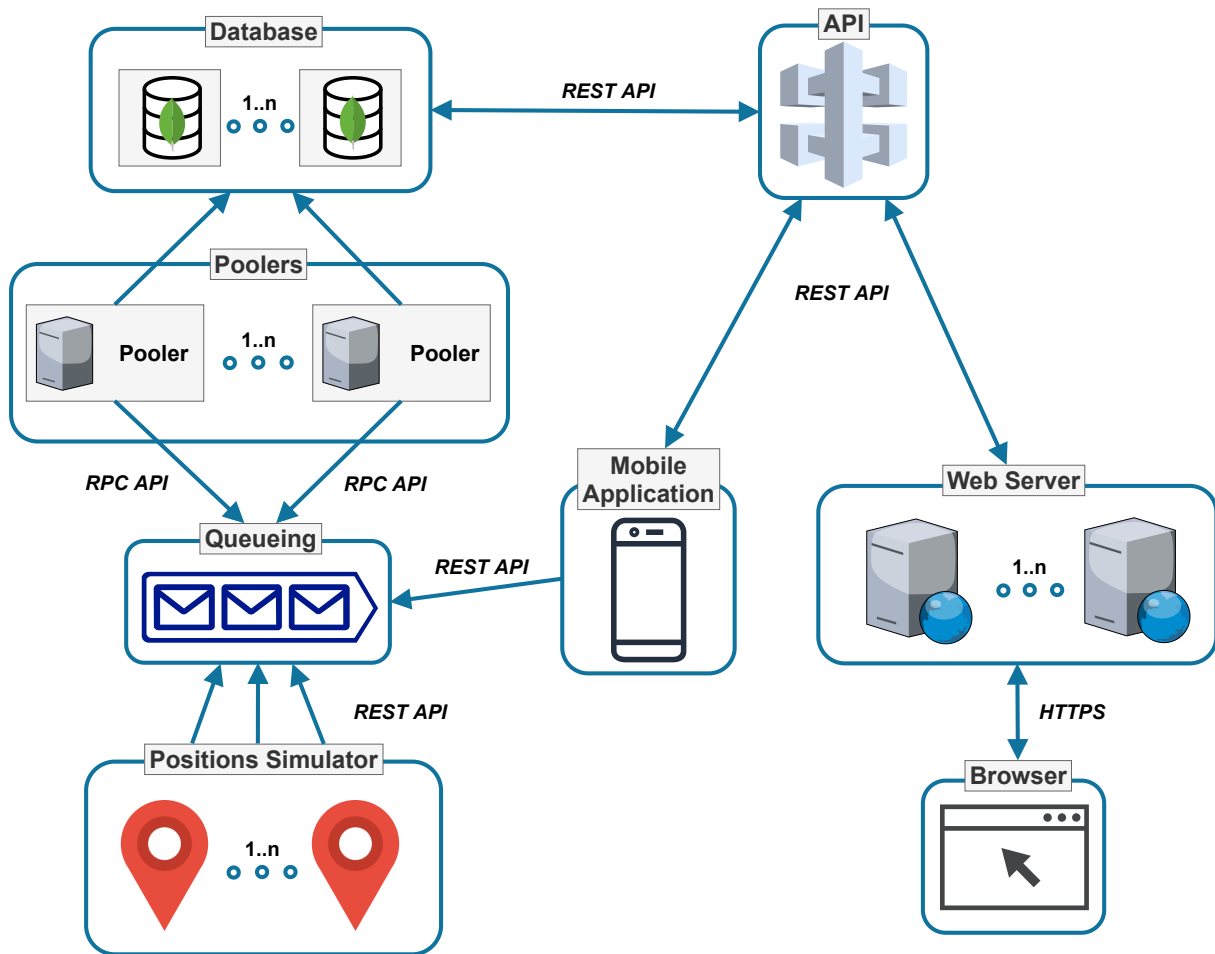 Database
API
1..n
REST API
Poolers
REST API
Pooler
1..n
Pooler
RPC API
RPC API
Mobile
Application
Web Server
Queueing
REST API
1..n
REST API
HTTPS
Positions Simulator
Browser
1..n